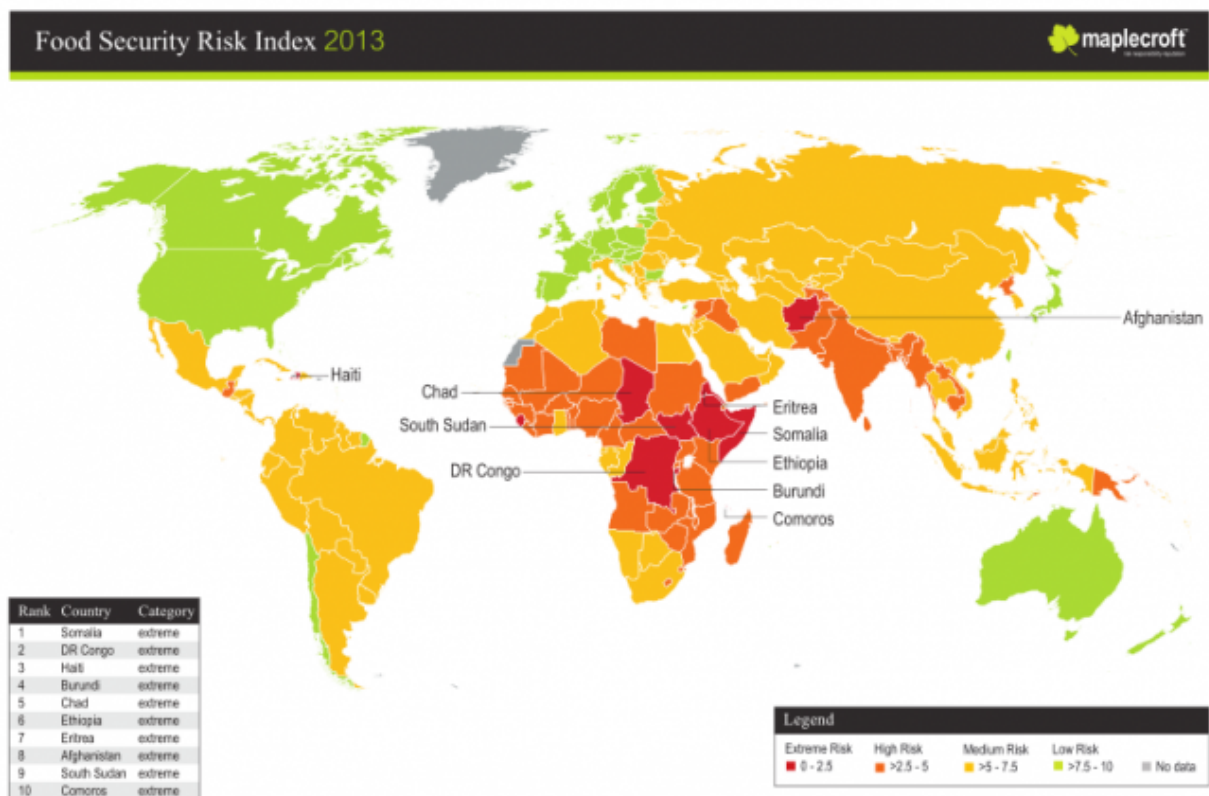 Food Security Risk Index 2013
maplecroft
Haiti
Chad
South Sudan
DR Congo
Afghanistan
Eritrea
Somalia
Ethiopia
Burundi
Comoros
Rank Country Category
1 Somalia extreme
2 DR Congo extreme
3 Haiti extreme
4 Burundi extreme
5 Chad extreme
6 Ethiopia extreme
7 Eritrea extreme
8 Afghanistan extreme
9 South Sudan extreme
10 Comoros extreme
Legend
Extreme Risk High Risk Medium Risk Low Risk
0 - 2.5 >2.5 - 5 >5 - 7.5 >7.5 - 10 No data